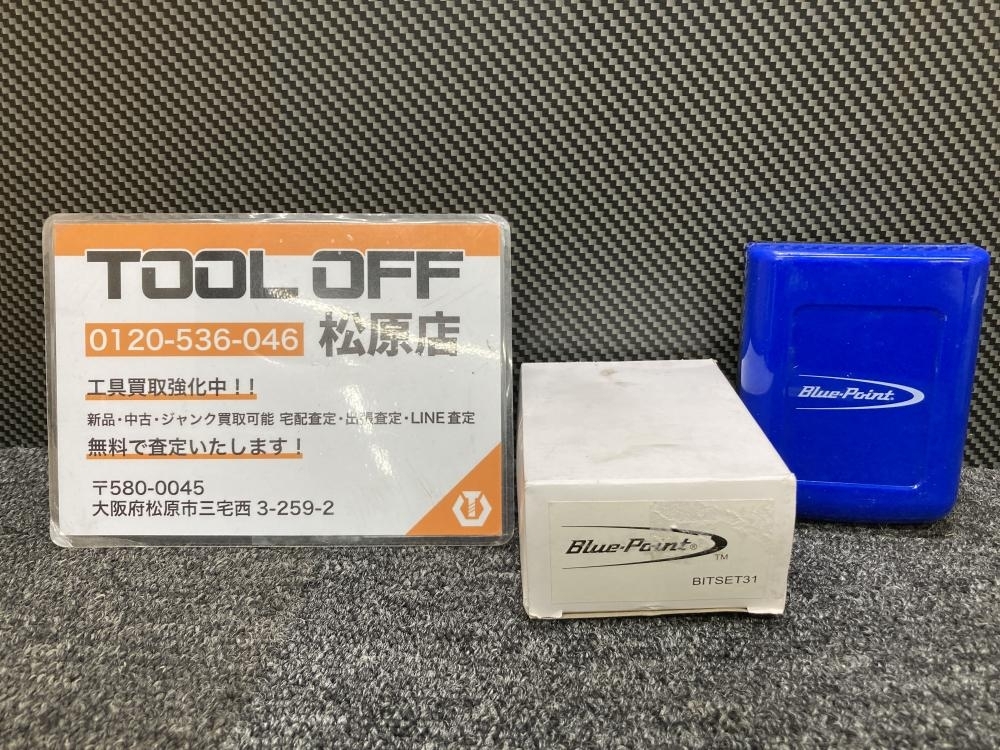 TOOL OFF
0120-536-046 松原店
工具買取強化中！！
新品・中古・ジャンク買取可能 宅配査定・出張査定・LINE査定
無料で査定いたします！
〒580-0045
大阪府松原市三宅西 3-259-2
Blue-Point®
TM
BITSET31
Blue-Point®